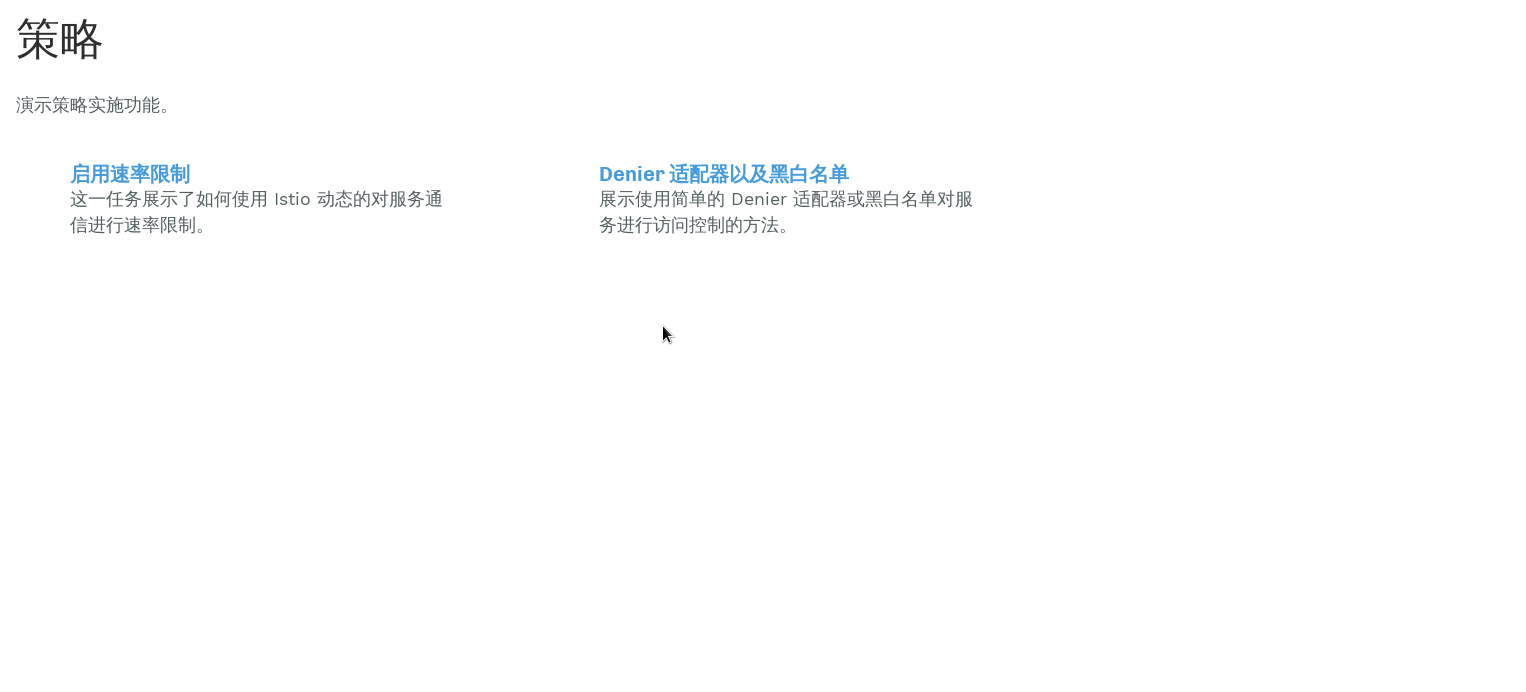 策略
演示策略实施功能。
启用速率限制
这一任务展示了如何使用 Istio 动态的对服务通
信进行速率限制。
Denier 适配器以及黑白名单
展示使用简单的 Denier 适配器或黑白名单对服
务进行访问控制的方法。